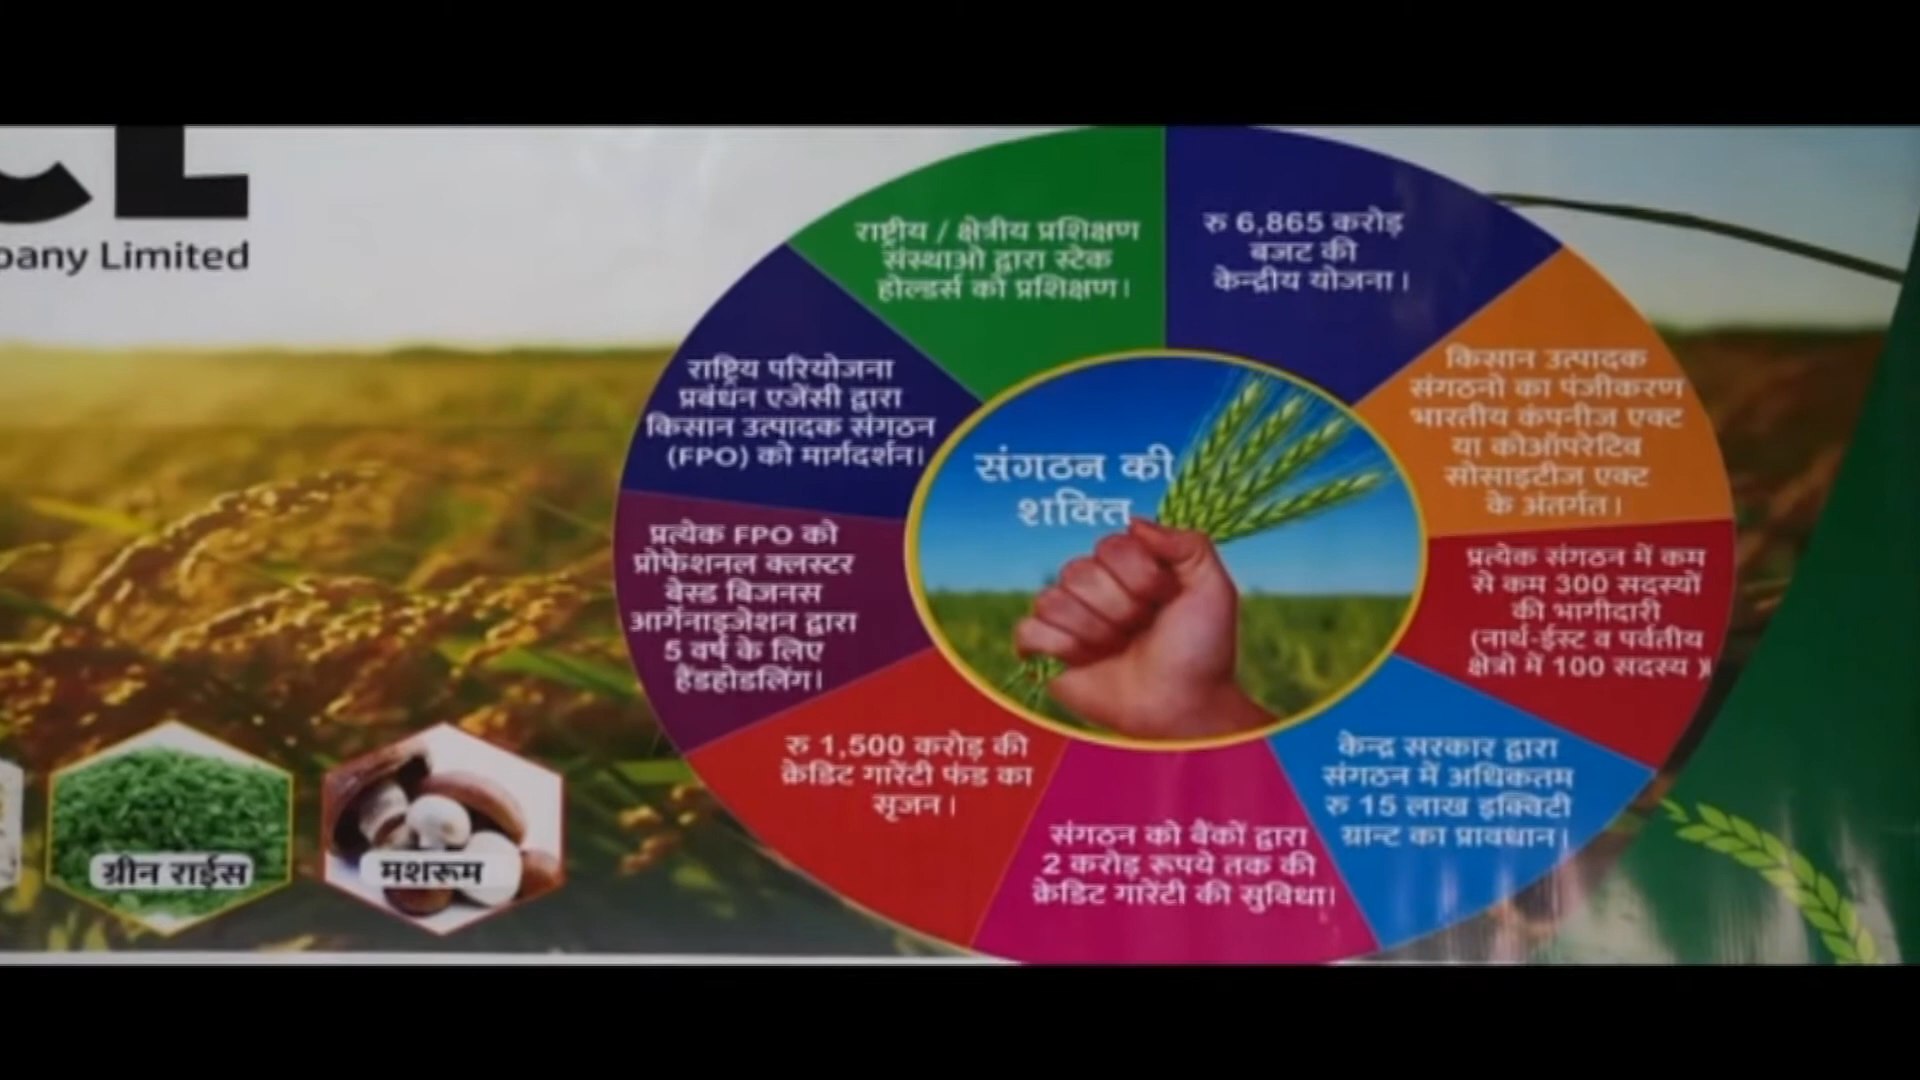 CL
pany Limited
राष्ट्रीय / क्षेत्रीय प्रशिक्षण
संस्थाओ द्वारा स्टेक
होल्डर्स को प्रशिक्षण।
रु 6,865 करोड़
बजट की
केन्द्रीय योजना।
किसान उत्पादक
संगठनो का पंजीकरण
भारतीय कंपनीज एक्ट
या कोऑपरेटिव
सोसाइटीज एक्ट
के अंतर्गत।
प्रत्येक संगठन में कम
से कम 300 सदस्यों
की भागीदारी
(नार्थ-ईस्ट व पर्वतीय
क्षेत्रो में 100 सदस्य )।
केन्द्र सरकार द्वारा
संगठन में अधिकतम
रु 15 लाख इक्विटी
ग्रान्ट का प्रावधान।
संगठन को बैंकों द्वारा
2 करोड़ रूपये तक की
क्रेडिट गारेंटी की सुविधा।
रु 1,500 करोड़ की
क्रेडिट गारेंटी फंड का
सृजन।
प्रत्येक FPO को
प्रोफेशनल क्लस्टर
बेस्ड बिजनस
आर्गेनाइजेशन द्वारा
5 वर्ष के लिए
हैंडहोडलिंग।
राष्ट्रिय परियोजना
प्रबंधन एजेंसी द्वारा
किसान उत्पादक संगठन
(FPO) को मार्गदर्शन।
संगठन की
शक्ति
ग्रीन राईस
मशरूम